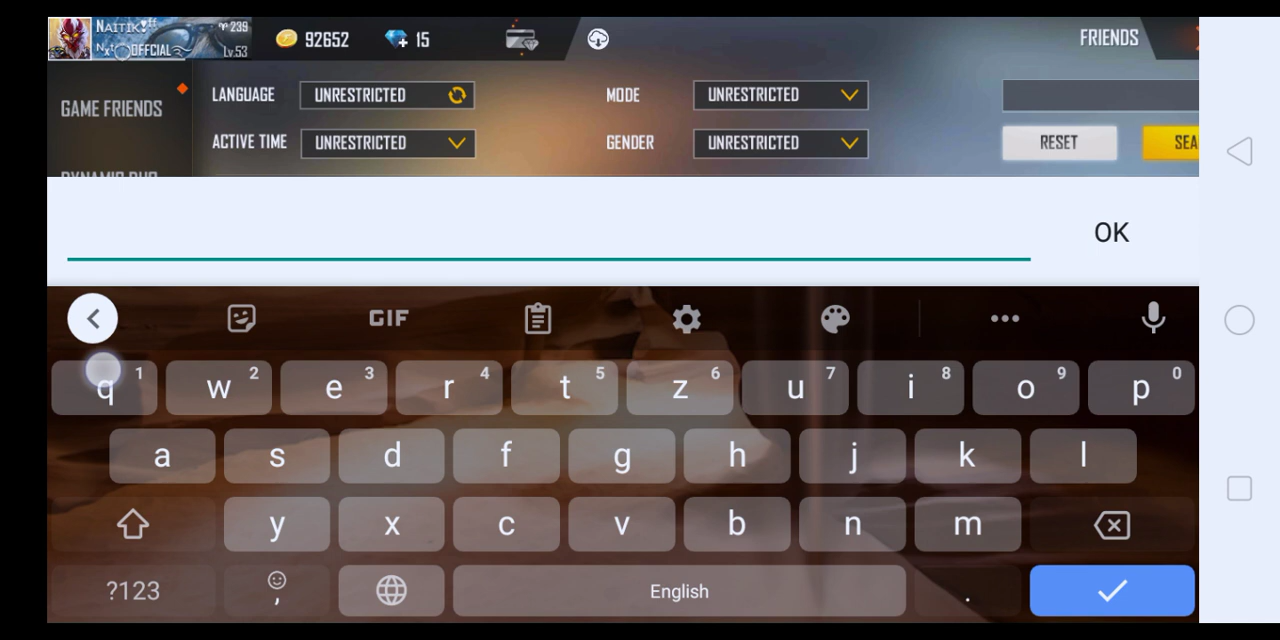 NAITIK
239
92652
15
FRIENDS
OFFCIAL
Lv.53
GAME FRIENDS
LANGUAGE UNRESTRICTED
MODE UNRESTRICTED
ACTIVE TIME UNRESTRICTED
GENDER UNRESTRICTED
RESET
SEA
OK
GIF
q 1 w 2 e 3 r 4 t 5 z 6 u 7 i 8 o 9 p 0
a s d f g h j k l
y x c v b n m
?123 , English .